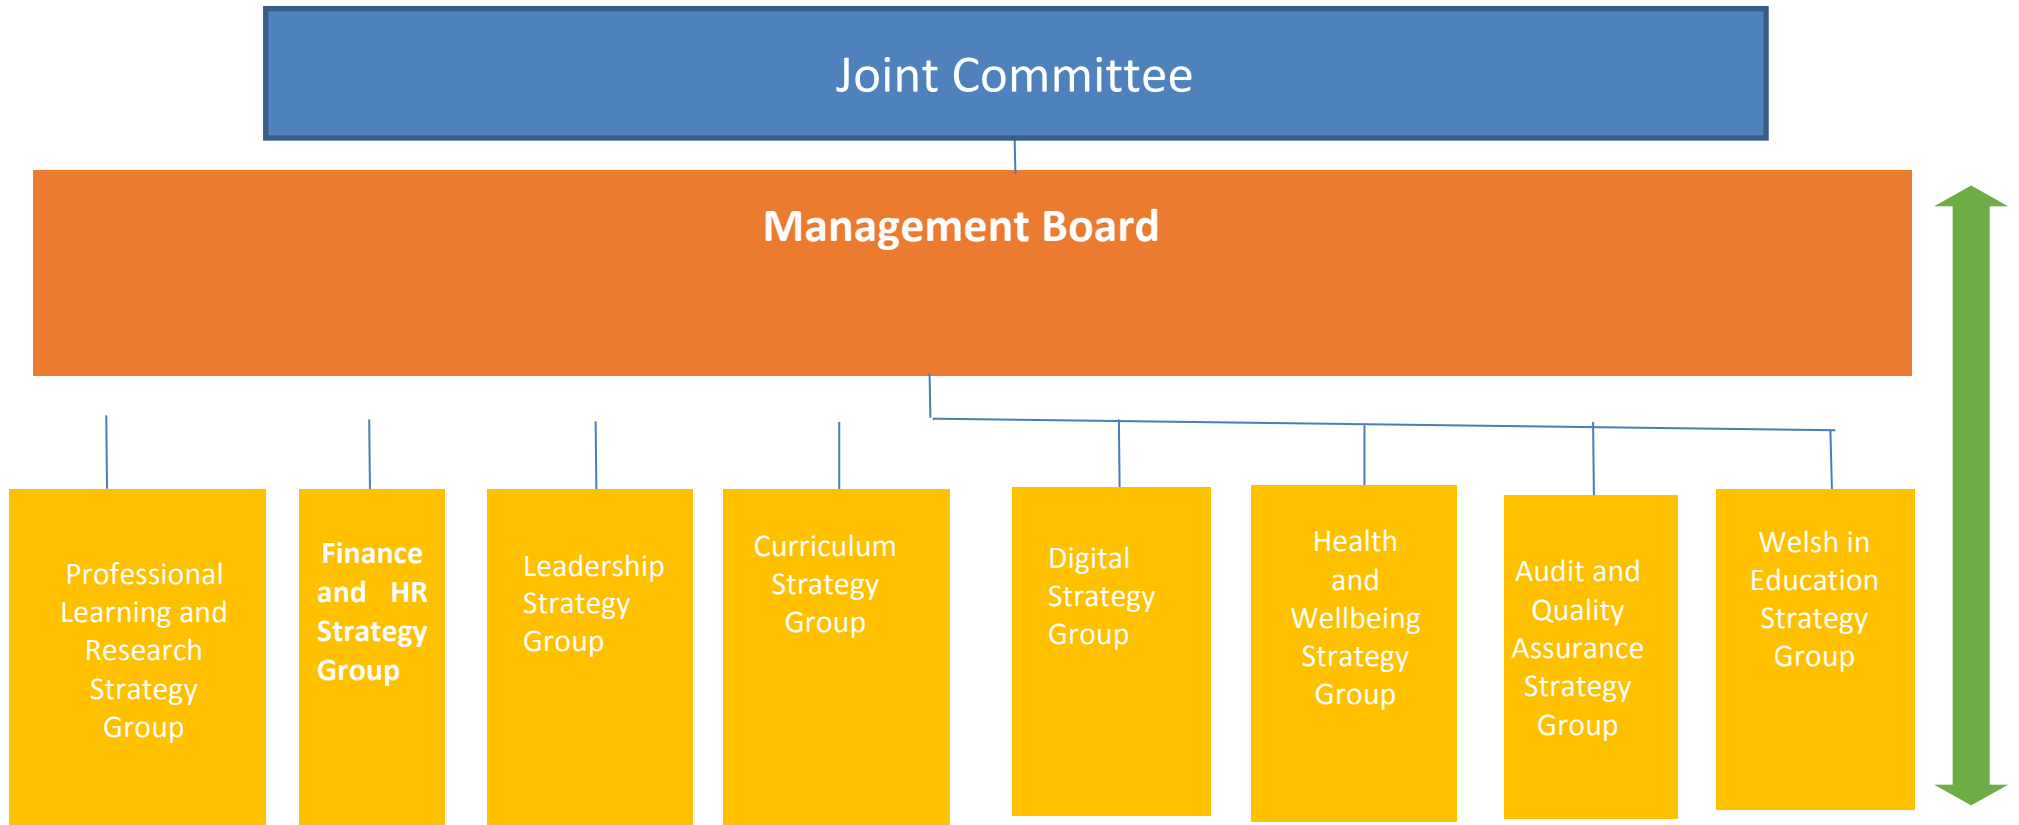 Joint Committee
Management Board
Professional
Learning and
Research
Strategy
Group
Finance
and HR
Strategy
Group
Leadership
Strategy
Group
Curriculum
Strategy
Group
Digital
Strategy
Group
Health
and
Wellbeing
Strategy
Group
Audit and
Quality
Assurance
Strategy
Group
Welsh in
Education
Strategy
Group